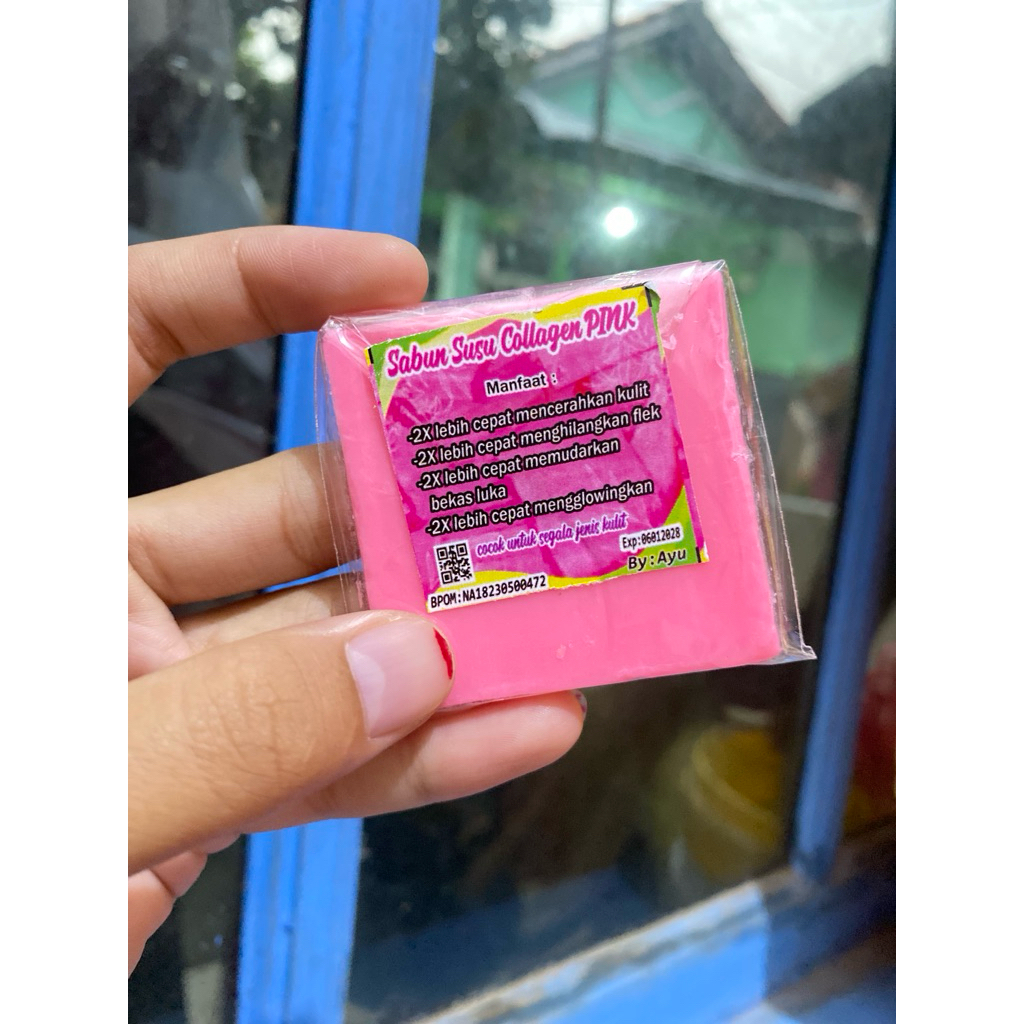 Sabun Susu Collagen PINK
Manfaat :
-2X lebih cepat mencerahkan kulit
-2X lebih cepat menghilangkan flek
-2X lebih cepat memudarkan
bekas luka
-2X lebih cepat mengglowingkan
cocok untuk segala jenis kulit
Exp:06012028
By : Ayu
BPOM:NA18230500472